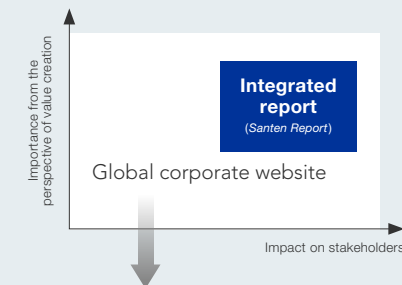 Importance from the
perspective of value creation
Integrated
report
(Santen Report)
Global corporate website
Impact on stakeholders